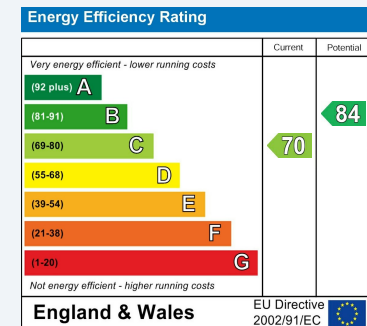 Energy Efficiency Rating
Current Potential
Very energy efficient - lower running costs
(92 plus) A
(81-91) B
84
(69-80) C
70
(55-68) D
(39-54) E
(21-38) F
(1-20) G
Not energy efficient - higher running costs
England & Wales
EU Directive
2002/91/EC